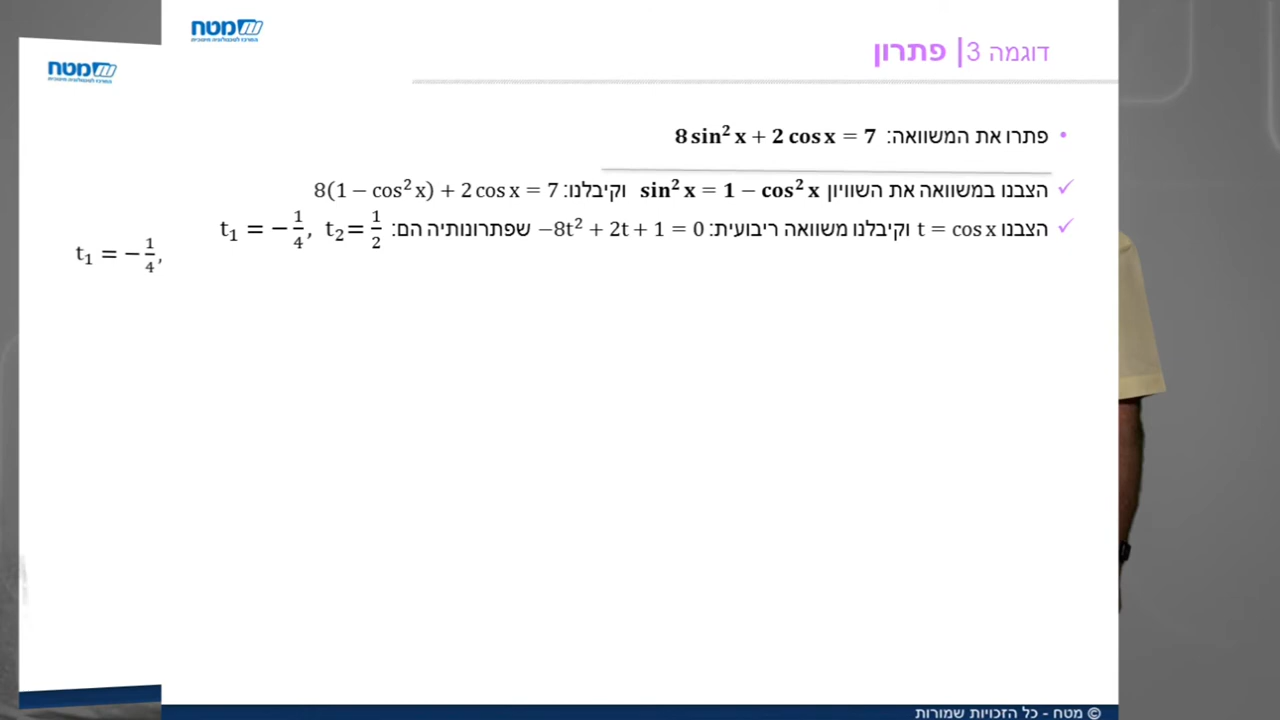 מטח
מטח
דוגמה 3| פתרון
• פתרו את המשוואה: 8 sin² x + 2 cos x = 7
✓ הצבנו במשוואה את השוויון sin² x = 1 − cos² x וקיבלנו: 8(1 − cos² x) + 2 cos x = 7
✓ הצבנו t = cos x וקיבלנו משוואה ריבועית: −8t² + 2t + 1 = 0 שפתרונותיה הם: t₁ = −1/4, t₂= 1/2
t₁ = −1/4,
© מטח - כל הזכויות שמורות